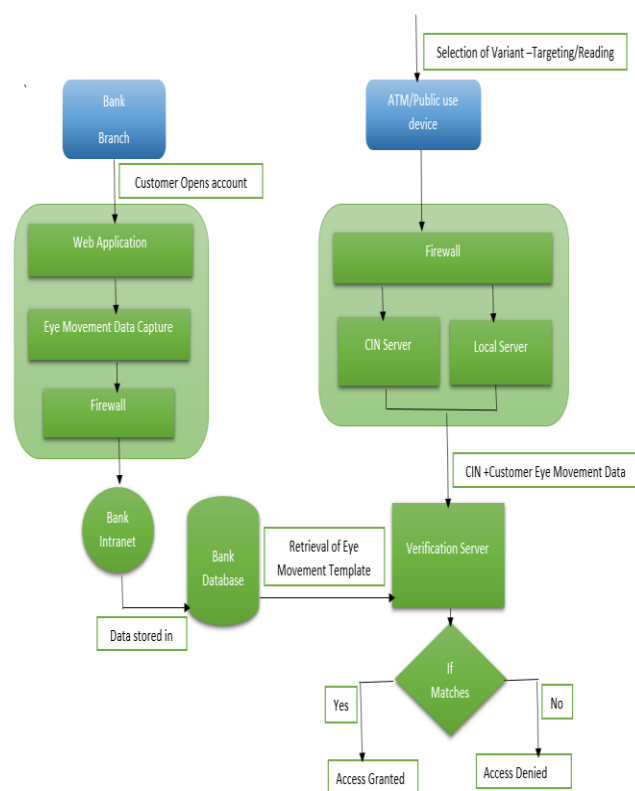 Selection of Variant –Targeting/Reading
Bank
Branch
ATM/Public use
device
Customer Opens account
Web Application
Firewall
Eye Movement Data Capture
CIN Server
Local Server
Firewall
CIN +Customer Eye Movement Data
Bank
Intranet
Bank
Database
Retrieval of Eye
Movement Template
Verification Server
Data stored in
If
Matches
Yes
No
Access Granted
Access Denied